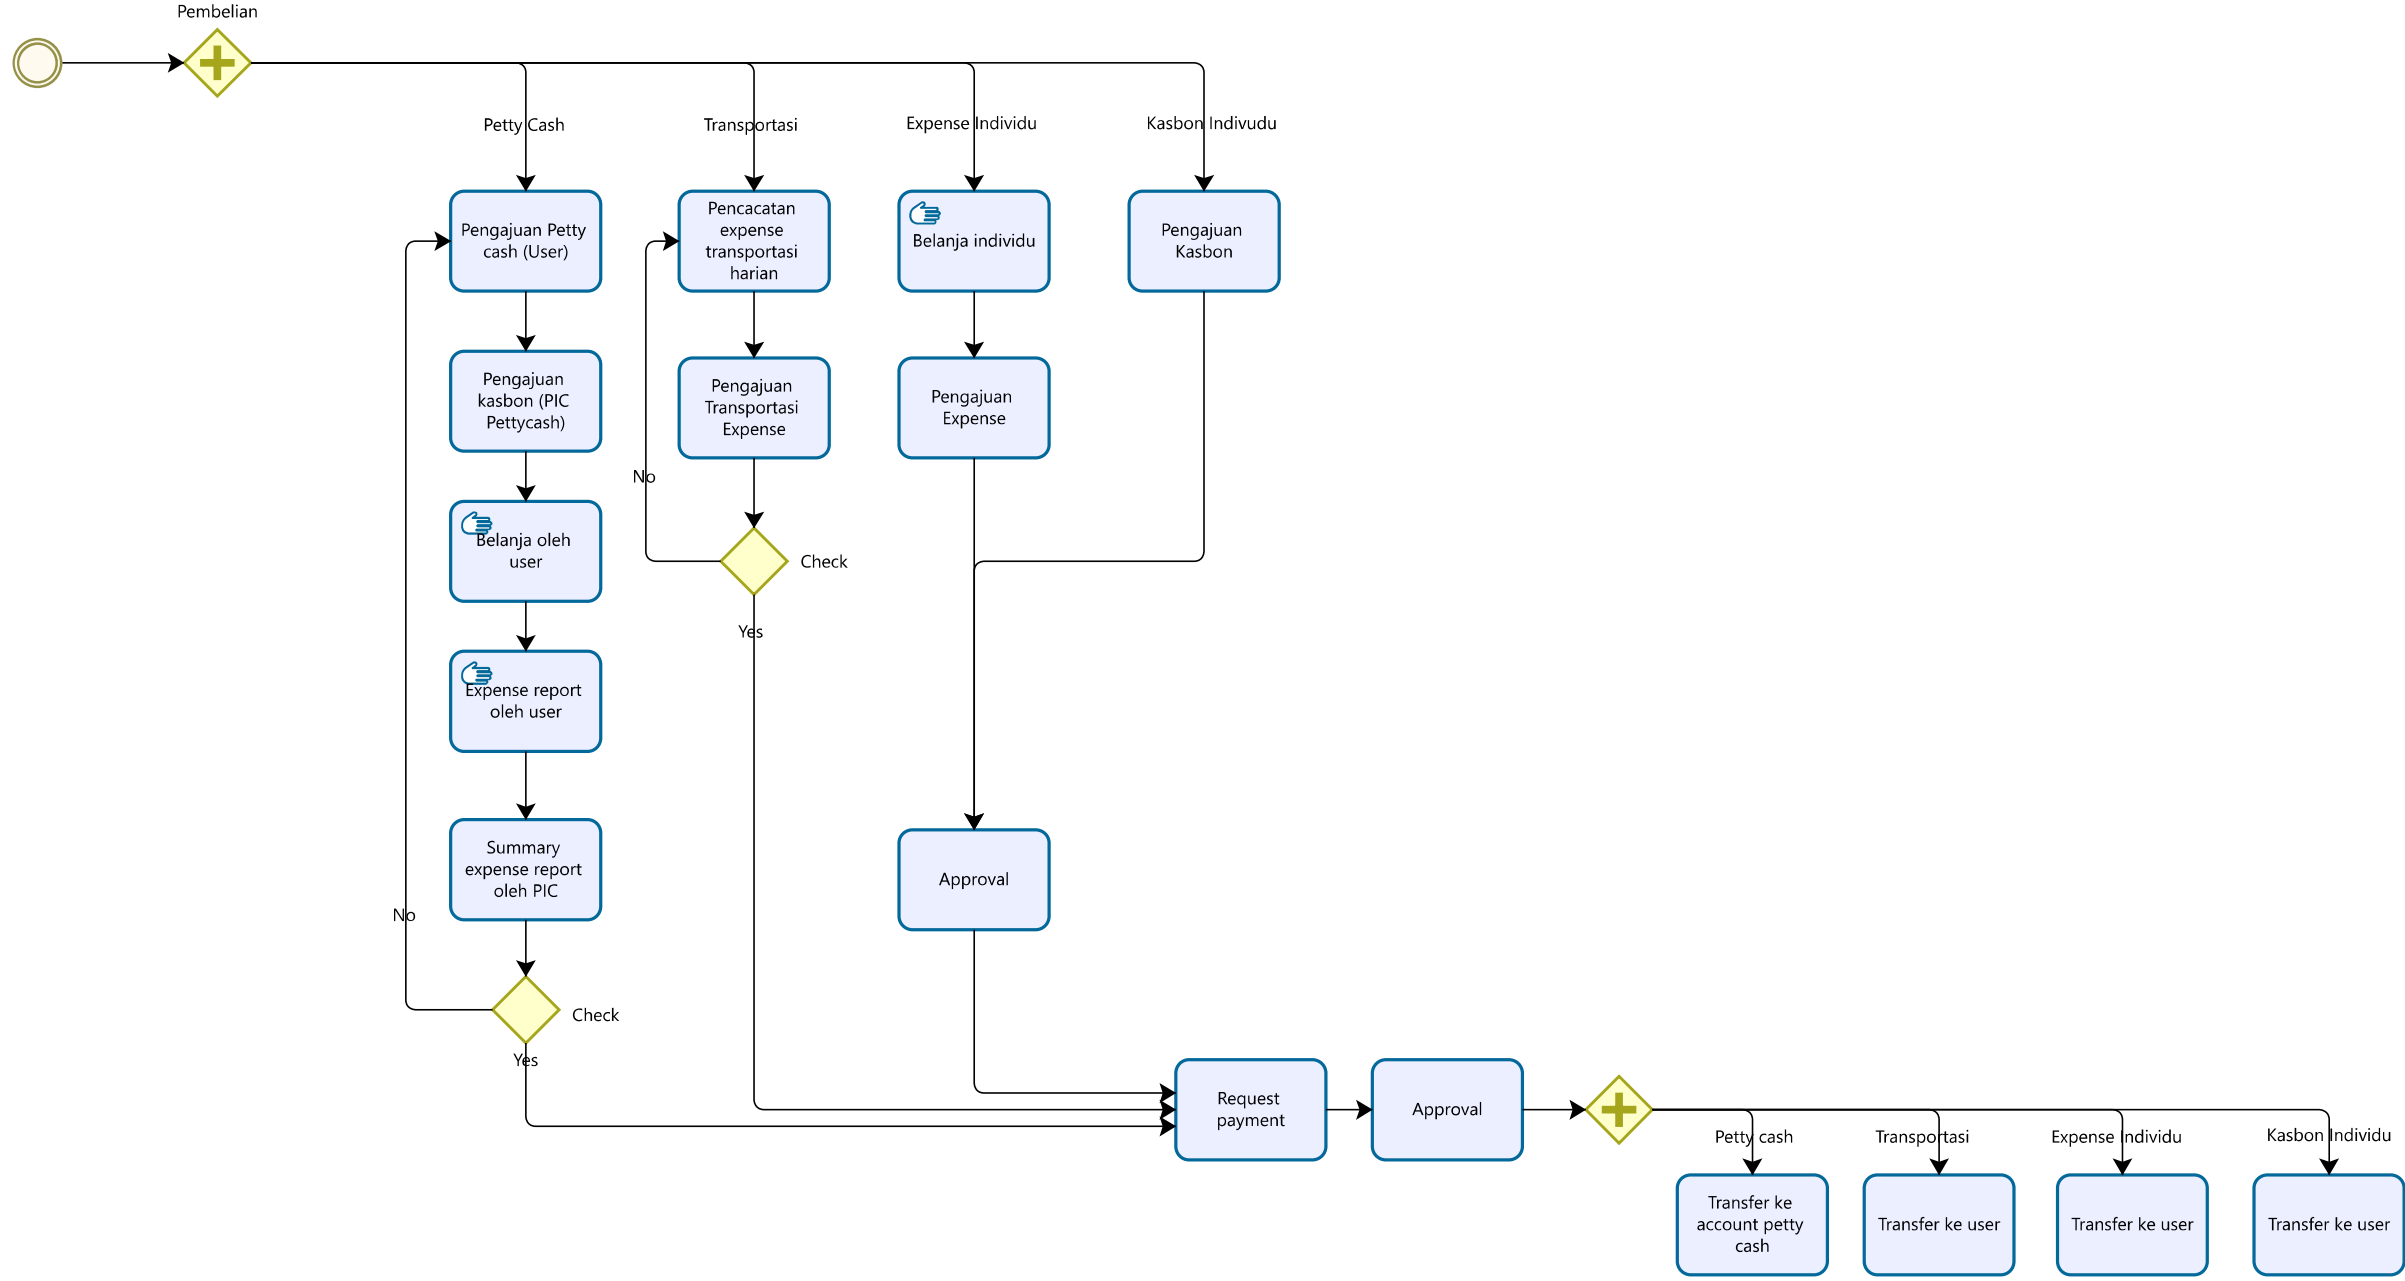 Pembelian
Petty Cash
Transportasi
Expense Individu
Kasbon Indivudu
Pengajuan Petty
cash (User)
Pencacatan
expense
transportasi
harian
Belanja individu
Pengajuan
Kasbon
Pengajuan
kasbon (PIC
Pettycash)
Pengajuan
Transportasi
Expense
Pengajuan
Expense
No
Belanja oleh
user
Check
Yes
Expense report
oleh user
Summary
expense report
oleh PIC
Approval
No
Check
Yes
Request
payment
Approval
Petty cash
Transportasi
Expense Individu
Kasbon Individu
Transfer ke
account petty
cash
Transfer ke user
Transfer ke user
Transfer ke user